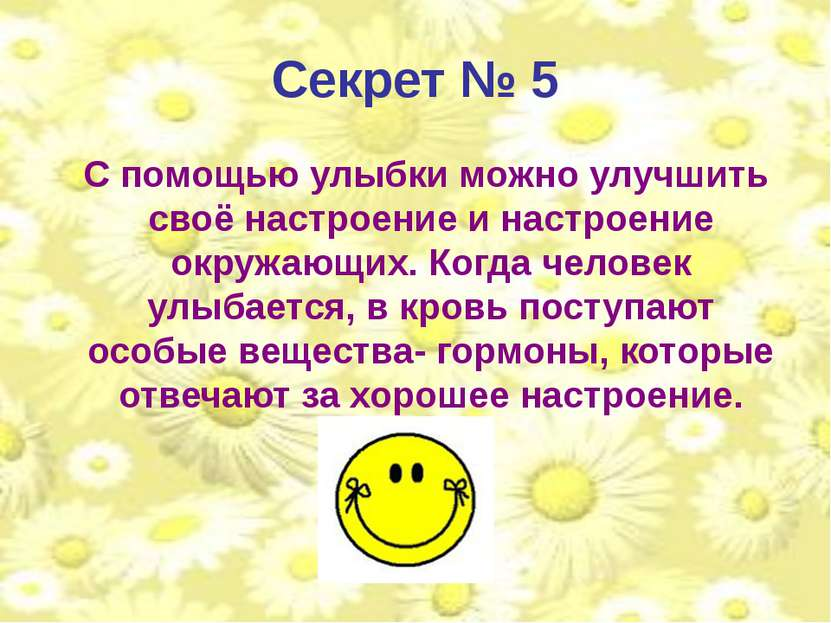 Секрет № 5
С помощью улыбки можно улучшить
своё настроение и настроение
окружающих. Когда человек
улыбается, в кровь поступают
особые вещества- гормоны, которые
отвечают за хорошее настроение.